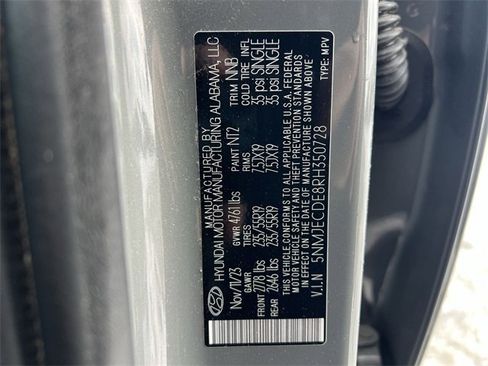 MANUFACTURED BY
HYUNDAI MOTOR MANUFACTURING ALABAMA, LLC
Nov/11/23 GVWR 4761 lbs PAINT NT2 TRIM NNB
GAWR TIRES RIMS COLD TIRE INFL
FRONT 2778 lbs 235/55R19 7.5JX19 35 psi SINGLE
REAR 2646 lbs 235/55R19 7.5JX19 35 psi SINGLE
THIS VEHICLE CONFORMS TO ALL APPLICABLE U.S.A. FEDERAL
MOTOR VEHICLE SAFETY AND THEFT PREVENTION STANDARDS
IN EFFECT ON THE DATE OF MANUFACTURE SHOWN ABOVE.
V.I.N 5NMJECDE8RH350728 TYPE: MPV